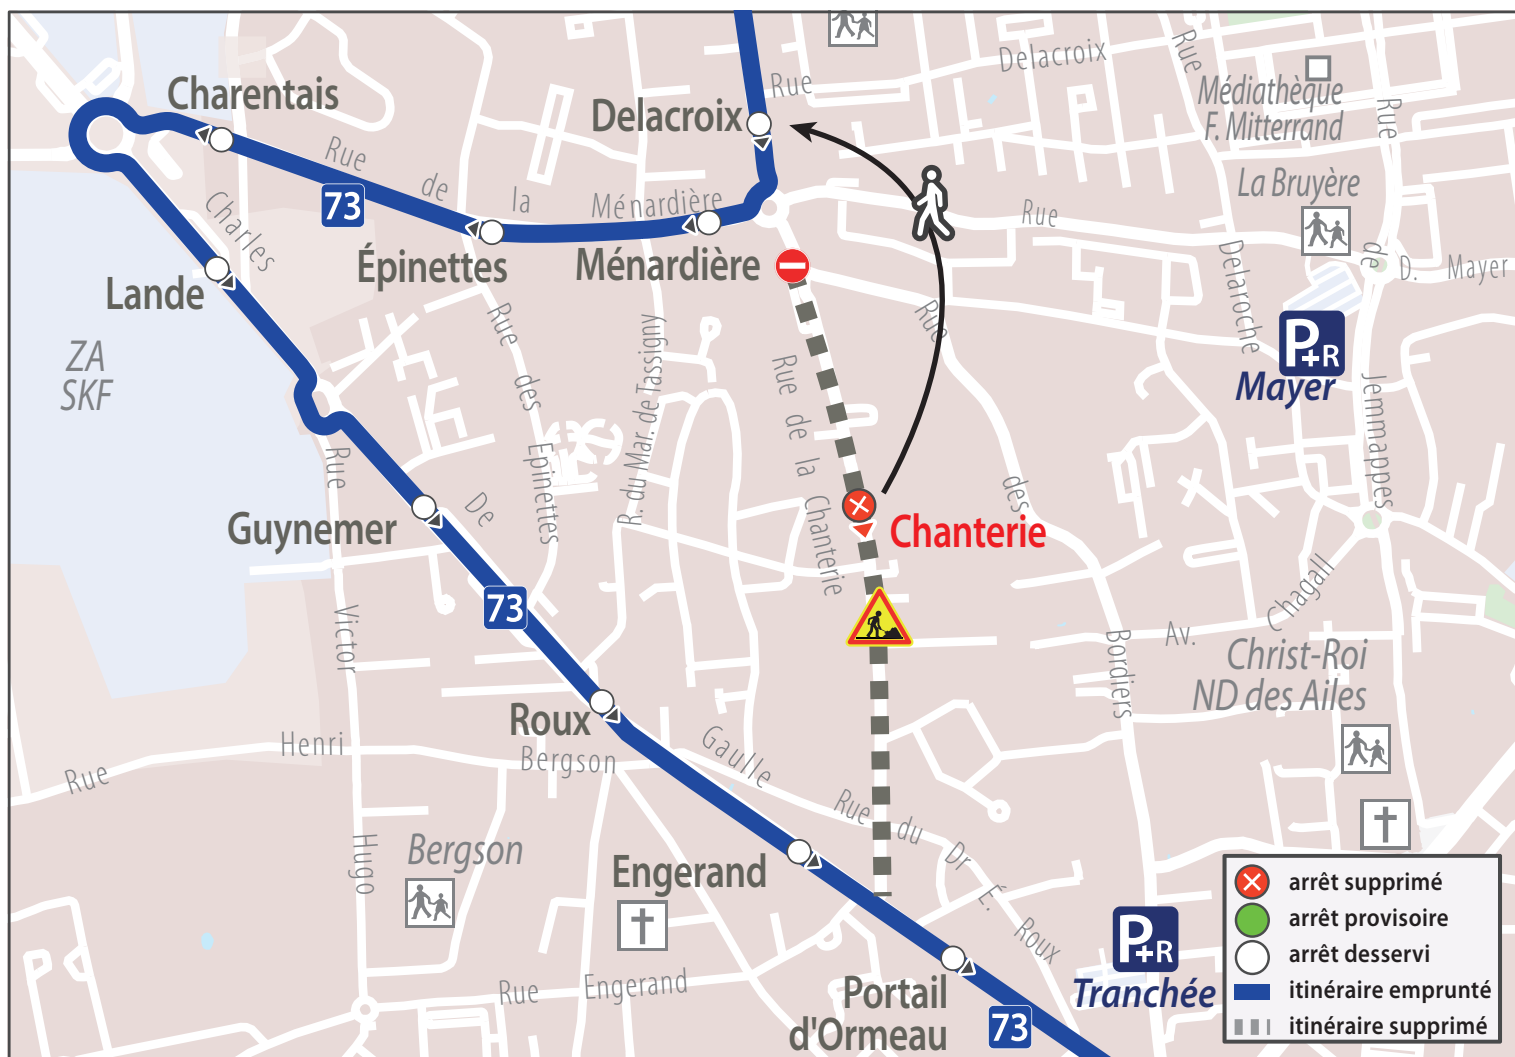 Charentais
Delacroix
Rue
Delacroix
Rue
Médiathèque
F. Mitterrand
Rue
La Bruyère
Rue
de
la
Ménardière
73
Rue
Charles
Épinettes
Ménardière
Lande
Delaroche
de
D. Mayer
ZA
SKF
Rue
des
Epinettes
R. du Mar. de Tassigny
Rue de la Chanterie
Rue
des
P+R
Mayer
Jemmappes
Rue
De
Guynemer
Chanterie
73
Victor
Bordiers
Av.
Chagall
Christ-Roi
ND des Ailes
Roux
Rue
Henri
Bergson
Gaulle
Rue du Dr É. Roux
Hugo
Bergson
Engerand
Rue
Engerand
Portail
d'Ormeau
73
P+R
Tranchée
arrêt supprimé
arrêt provisoire
arrêt desservi
itinéraire emprunté
itinéraire supprimé